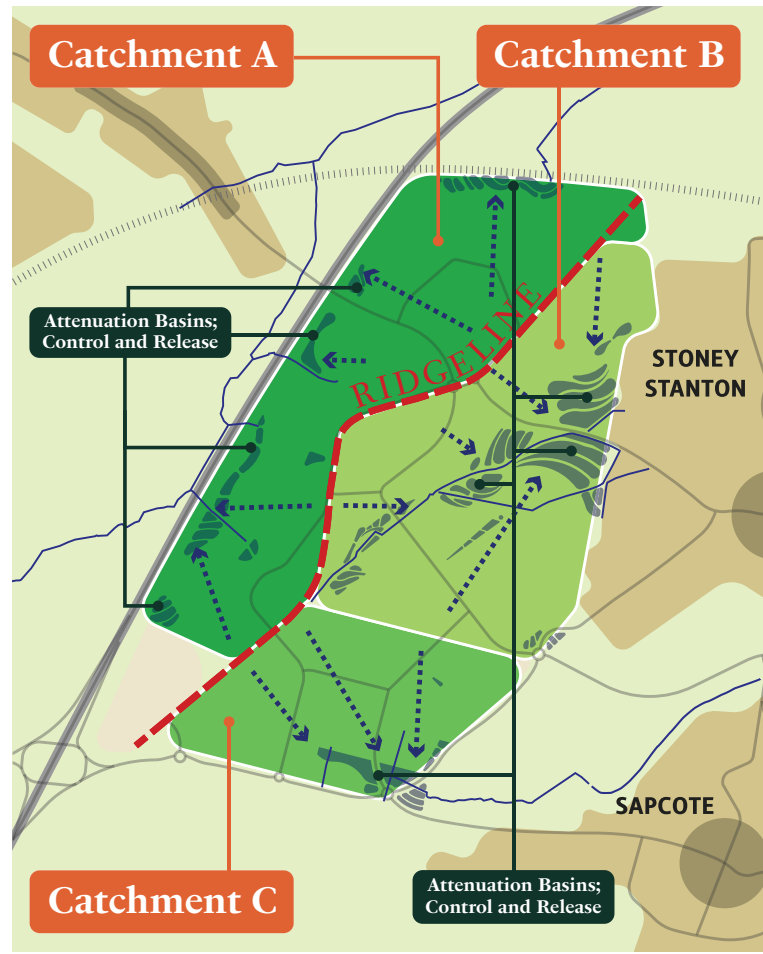 Catchment A
Catchment B
Attenuation Basins;
Control and Release
RIDGELINE
STONEY
STANTON
SAPCOTE
Catchment C
Attenuation Basins;
Control and Release